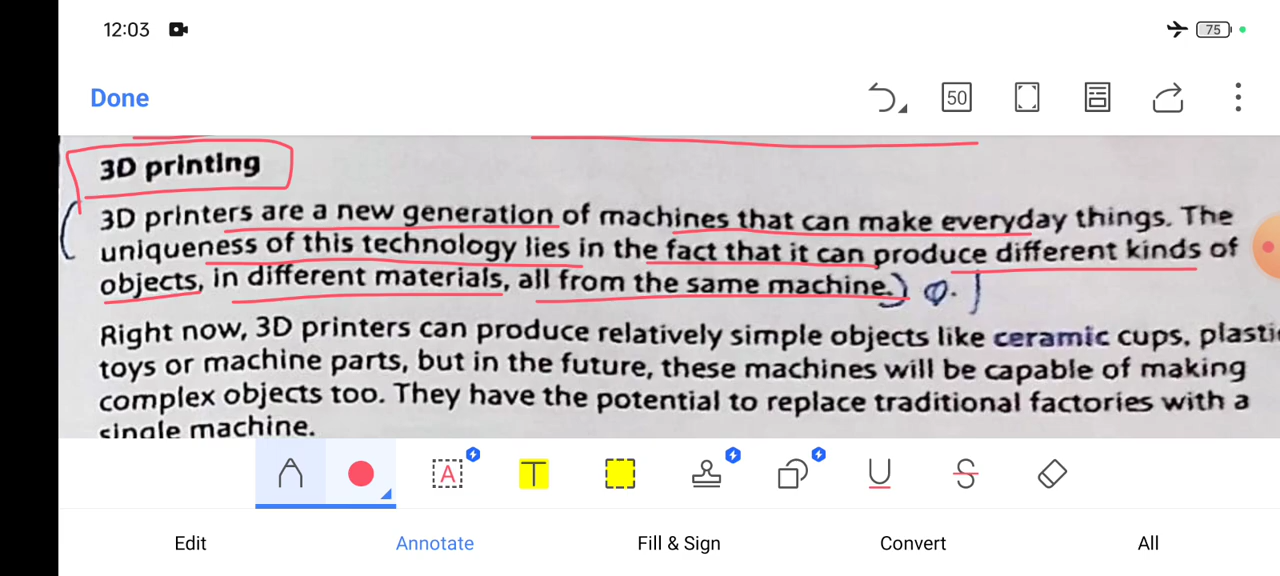 12:03
75
Done
50
3D printing
3D printers are a new generation of machines that can make everyday things. The
uniqueness of this technology lies in the fact that it can produce different kinds of
objects, in different materials, all from the same machine.
Right now, 3D printers can produce relatively simple objects like ceramic cups, plastic
toys or machine parts, but in the future, these machines will be capable of making
complex objects too. They have the potential to replace traditional factories with a
single machine.
A T U S
Edit Annotate Fill & Sign Convert All